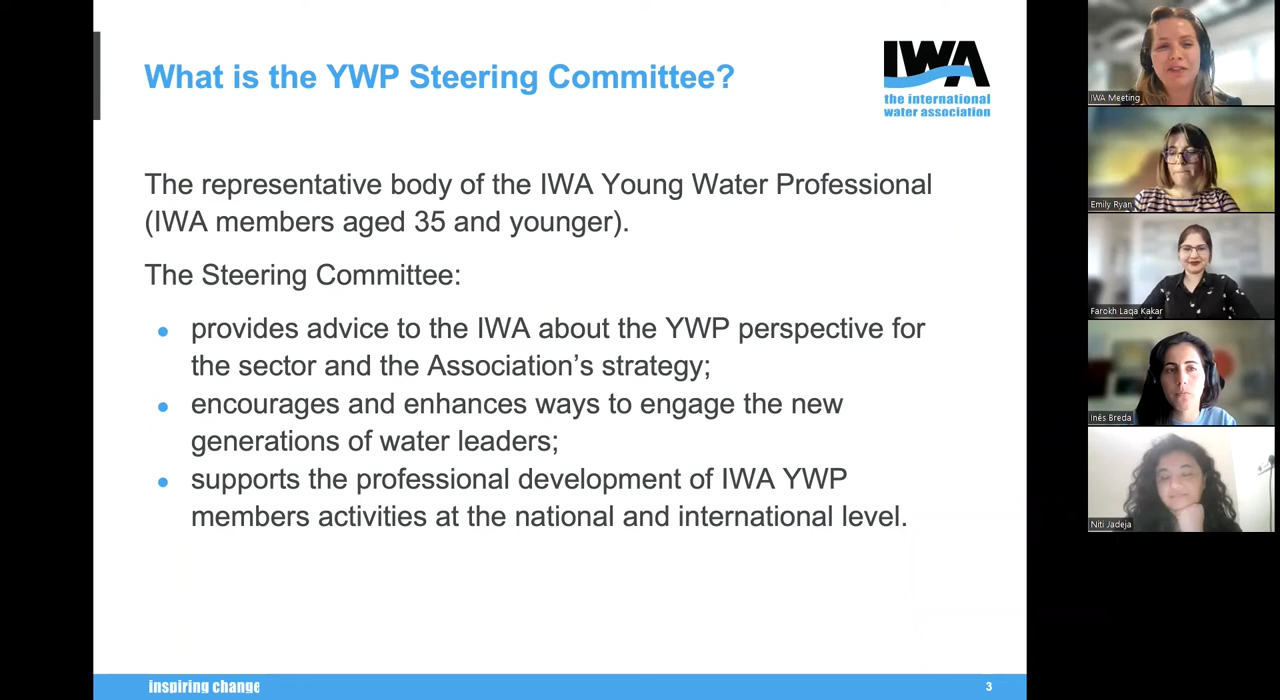 What is the YWP Steering Committee?
IWA
the international
water association
The representative body of the IWA Young Water Professional
(IWA members aged 35 and younger).
The Steering Committee:
• provides advice to the IWA about the YWP perspective for
the sector and the Association’s strategy;
• encourages and enhances ways to engage the new
generations of water leaders;
• supports the professional development of IWA YWP
members activities at the national and international level.
inspiring change
3
IWA Meeting
Emily Ryan
Farokh Laqa Kakar
Inês Breda
Niti Jadeja